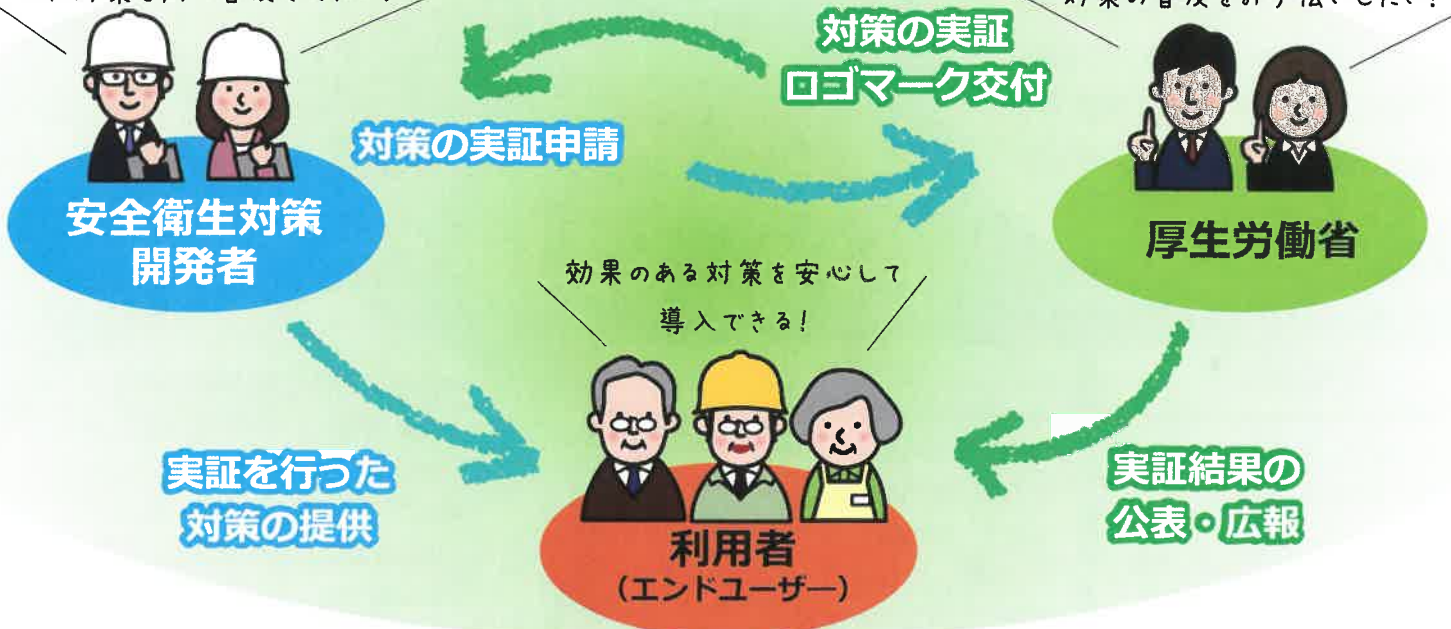 対策の実証
ロゴマーク交付
対策の実証申請
安全衛生対策
開発者
厚生労働省
効果のある対策を安心して
導入できる!
実証を行った
対策の提供
実証結果の
公表・広報
利用者
(エンドユーザー)